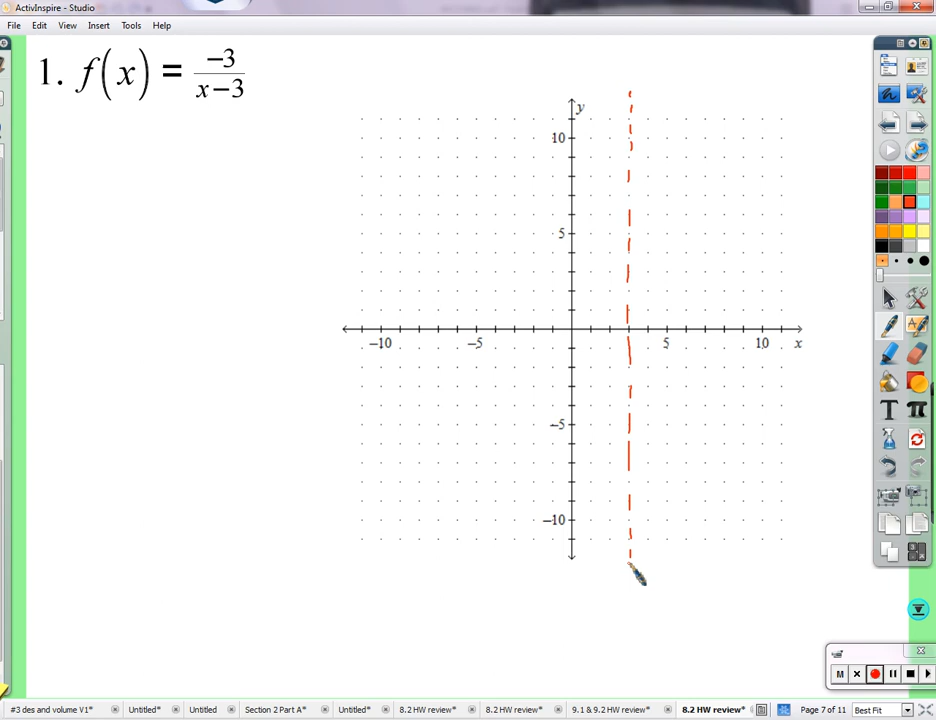 ActivInspire - Studio
File Edit View Insert Tools Help
1. f(x) = −3/(x−3)
y
10
5
−10 −5 5 10 x
−5
−10
T π
M
#3 des and volume V1* Untitled* Untitled Section 2 Part A* Untitled* 8.2 HW review* 8.2 HW review* 9.1 & 9.2 HW review* 8.2 HW review* Page 7 of 11 Best Fit